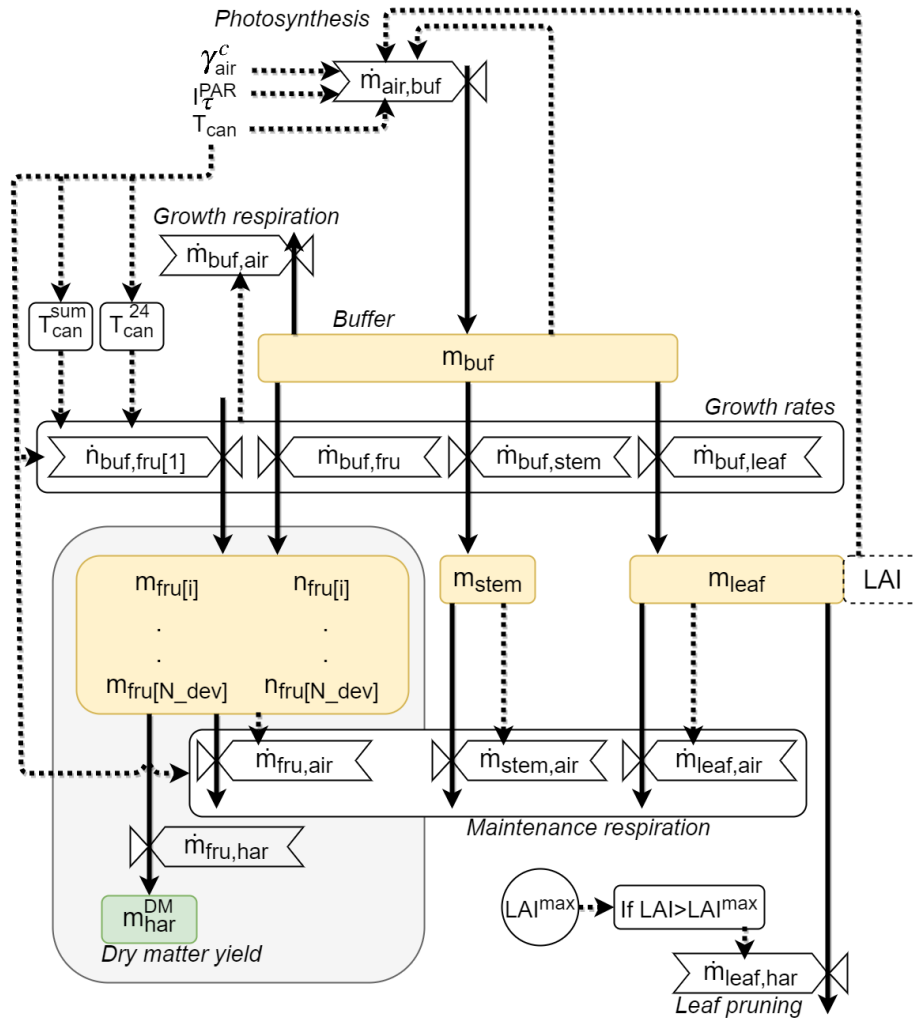 Photosynthesis
γ^c_air
I^PAR_τ
T_can
ṁ_air,buf
Growth respiration
ṁ_buf,air
T^sum_can
T^24_can
Buffer
m_buf
Growth rates
ṅ_buf,fru[1]
ṁ_buf,fru
ṁ_buf,stem
ṁ_buf,leaf
m_fru[i] n_fru[i]
. .
. .
m_fru[N_dev] n_fru[N_dev]
m_stem
m_leaf
LAI
ṁ_fru,air
ṁ_stem,air
ṁ_leaf,air
Maintenance respiration
ṁ_fru,har
m^DM_har
Dry matter yield
LAI^max
If LAI>LAI^max
ṁ_leaf,har
Leaf pruning